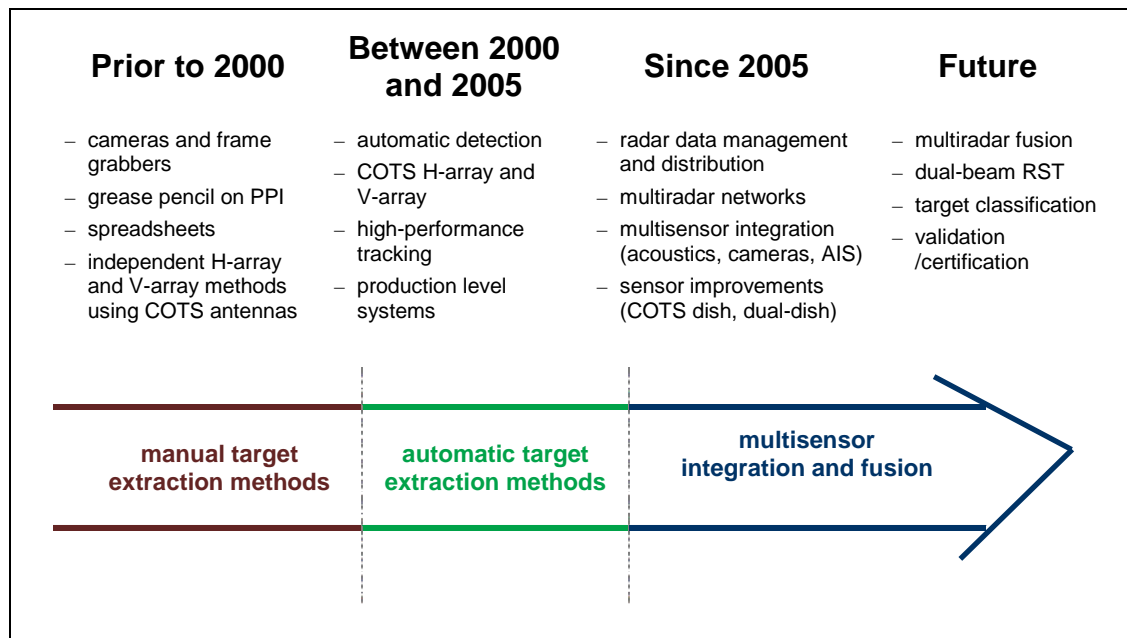 Prior to 2000
– cameras and frame
grabbers
– grease pencil on PPI
– spreadsheets
– independent H-array
and V-array methods
using COTS antennas
Between 2000
and 2005
– automatic detection
– COTS H-array and
V-array
– high-performance
tracking
– production level
systems
Since 2005
– radar data management
and distribution
– multiradar networks
– multisensor integration
(acoustics, cameras, AIS)
– sensor improvements
(COTS dish, dual-dish)
Future
– multiradar fusion
– dual-beam RST
– target classification
– validation
/certification
manual target
extraction methods
automatic target
extraction methods
multisensor
integration and fusion